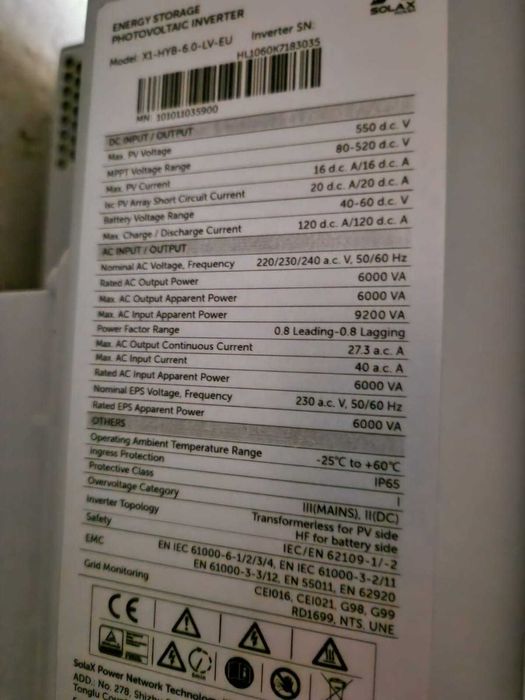 ENERGY STORAGE
PHOTOVOLTAIC INVERTER
SOLAX
Model: X1-HYB-6.0-LV-EU Inverter SN:
HL1060K7183035
MN: 101011035900
DC INPUT / OUTPUT
Max. PV Voltage 550 d.c. V
MPPT Voltage Range 80-520 d.c. V
Max. PV Current 16 d.c. A/16 d.c. A
Isc PV Array Short Circuit Current 20 d.c. A/20 d.c. A
Battery Voltage Range 40-60 d.c. V
Max. Charge / Discharge Current 120 d.c. A/120 d.c. A
AC INPUT / OUTPUT
Nominal AC Voltage, Frequency 220/230/240 a.c. V, 50/60 Hz
Rated AC Output Power 6000 VA
Max. AC Output Apparent Power 6000 VA
Max. AC Input Apparent Power 9200 VA
Power Factor Range 0.8 Leading-0.8 Lagging
Max. AC Output Continuous Current 27.3 a.c. A
Max. AC Input Current 40 a.c. A
Rated AC Input Apparent Power 6000 VA
Nominal EPS Voltage, Frequency 230 a.c. V, 50/60 Hz
Rated EPS Apparent Power 6000 VA
OTHERS
Operating Ambient Temperature Range -25℃ to +60℃
Ingress Protection IP65
Protective Class I
Overvoltage Category III(MAINS), II(DC)
Inverter Topology Transformerless for PV side
HF for battery side
Safety IEC/EN 62109-1/-2
EMC EN IEC 61000-6-1/2/3/4, EN IEC 61000-3-2/11
EN 61000-3-3/12, EN 55011, EN 62920
Grid Monitoring CEI016, CEI021, G98, G99
RD1699, NTS, UNE
CE
SolaX Power Network Technolo
ADD.: No. 278, Shizh
Tonglu Cou